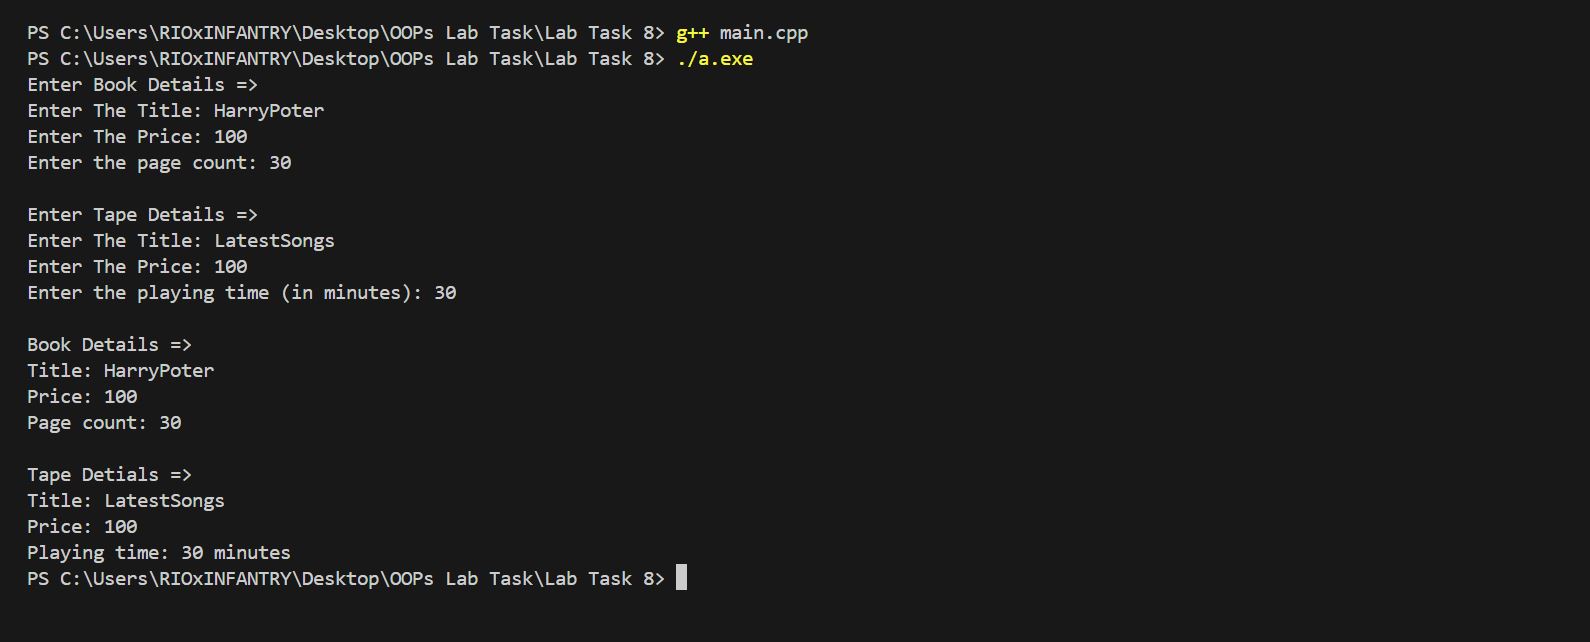 PS C:\Users\RIOxINFANTRY\Desktop\OOPs Lab Task\Lab Task 8> g++ main.cpp
PS C:\Users\RIOxINFANTRY\Desktop\OOPs Lab Task\Lab Task 8> ./a.exe
Enter Book Details =>
Enter The Title: HarryPoter
Enter The Price: 100
Enter the page count: 30
Enter Tape Details =>
Enter The Title: LatestSongs
Enter The Price: 100
Enter the playing time (in minutes): 30
Book Details =>
Title: HarryPoter
Price: 100
Page count: 30
Tape Detials =>
Title: LatestSongs
Price: 100
Playing time: 30 minutes
PS C:\Users\RIOxINFANTRY\Desktop\OOPs Lab Task\Lab Task 8>